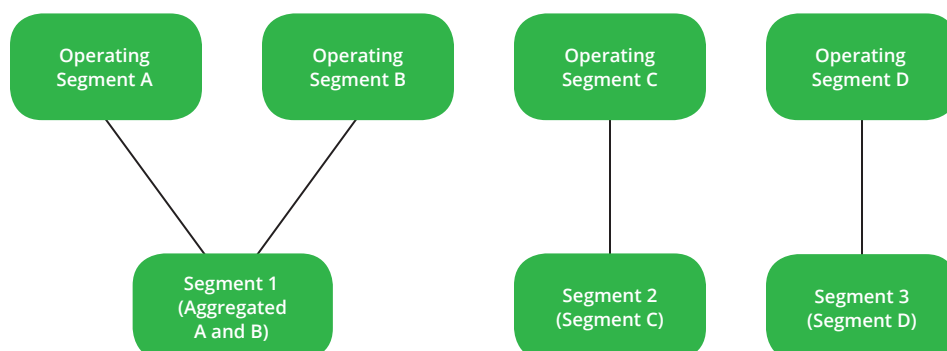 Operating
Segment A
Operating
Segment B
Operating
Segment C
Operating
Segment D
Segment 1
(Aggregated
A and B)
Segment 2
(Segment C)
Segment 3
(Segment D)